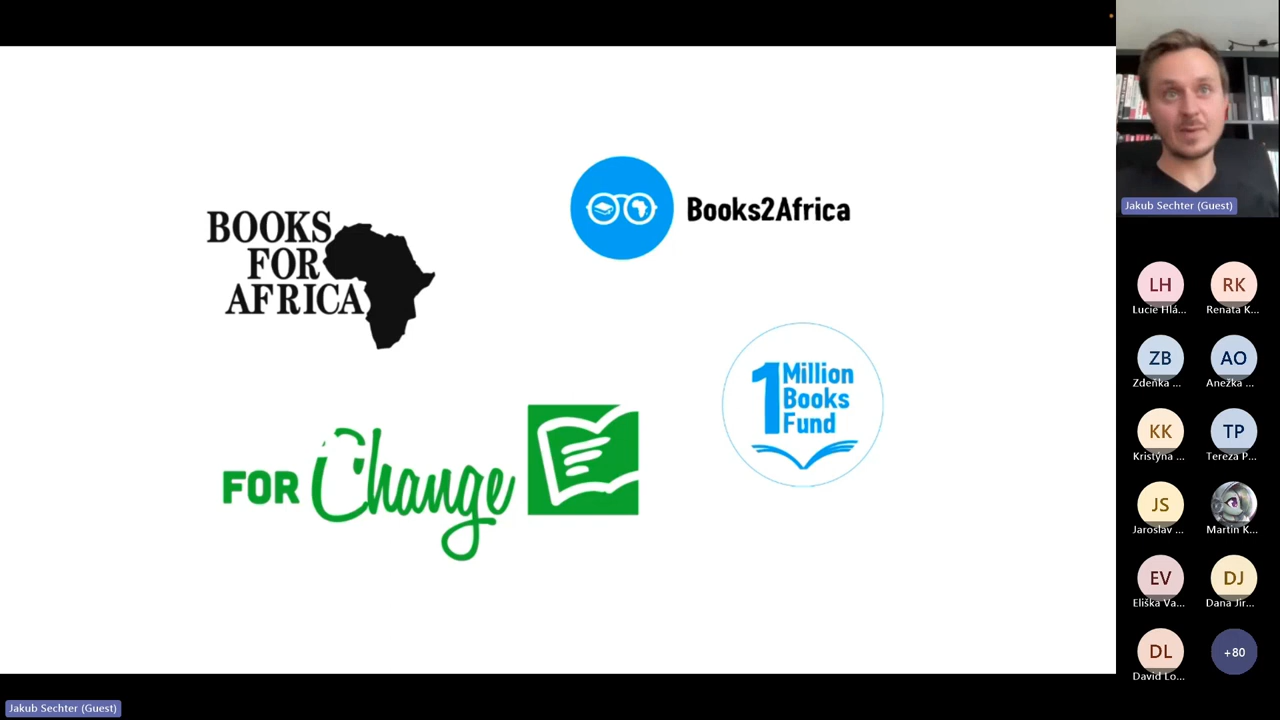 BOOKS
FOR
AFRICA
Books2Africa
1 Million
Books
Fund
FOR Change
Jakub Sechter (Guest)
LH
Lucie Hlá...
RK
Renata K...
ZB
Zdeňka ...
AO
Anežka ...
KK
Kristýna ...
TP
Tereza P...
JS
Jaroslav ...
Martin K...
EV
Eliška Va...
DJ
Dana Jir...
DL
David Lo...
+80
Jakub Sechter (Guest)